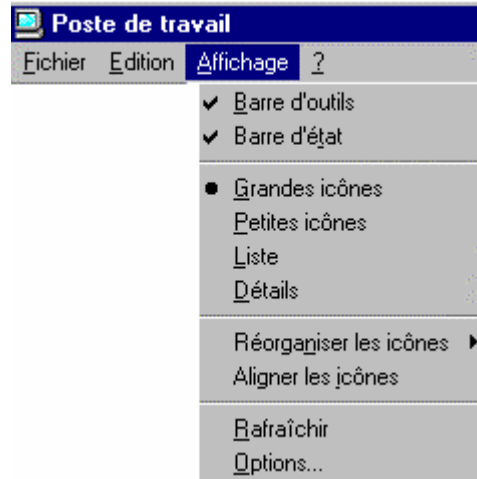 Poste de travail
Fichier Edition Affichage ?
Barre d'outils
Barre d'état
Grandes icônes
Petites icônes
Liste
Détails
Réorganiser les icônes
Aligner les icônes
Rafraîchir
Options...